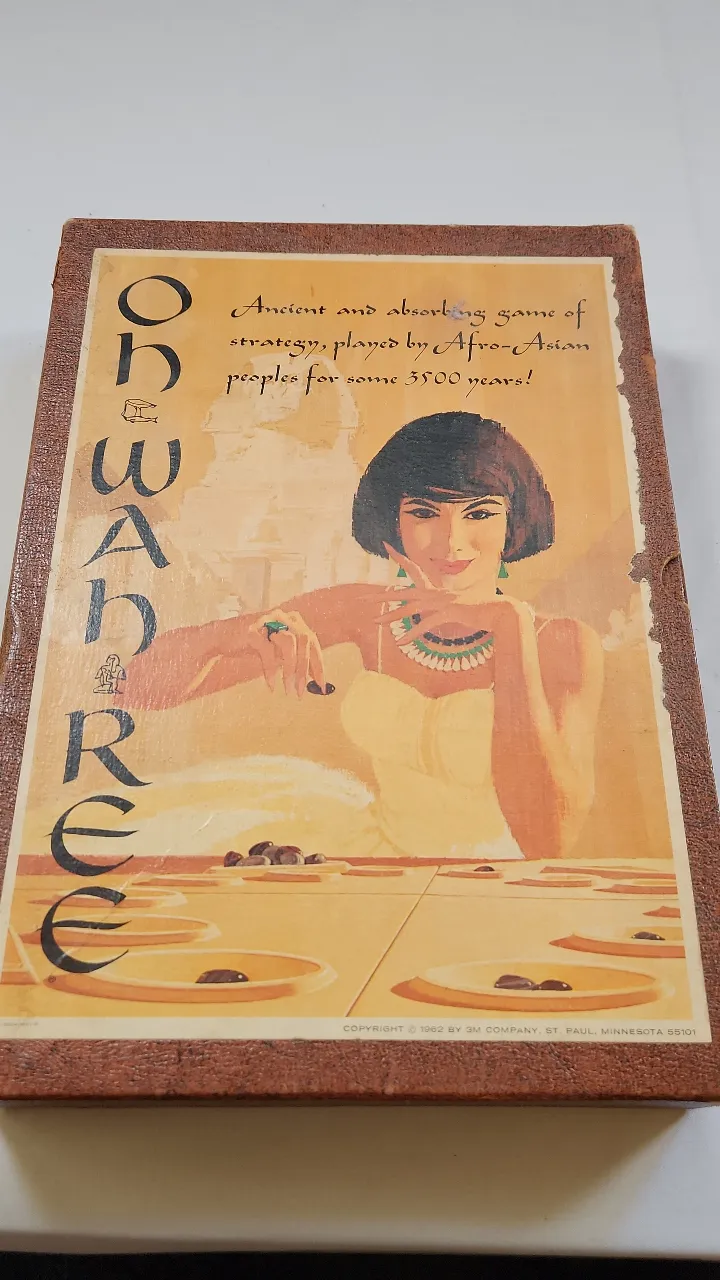 Oh
WAh
REE
Ancient and absorbing game of
strategy, played by Afro-Asian
peoples for some 3500 years!
COPYRIGHT © 1962 BY 3M COMPANY, ST. PAUL, MINNESOTA 55101